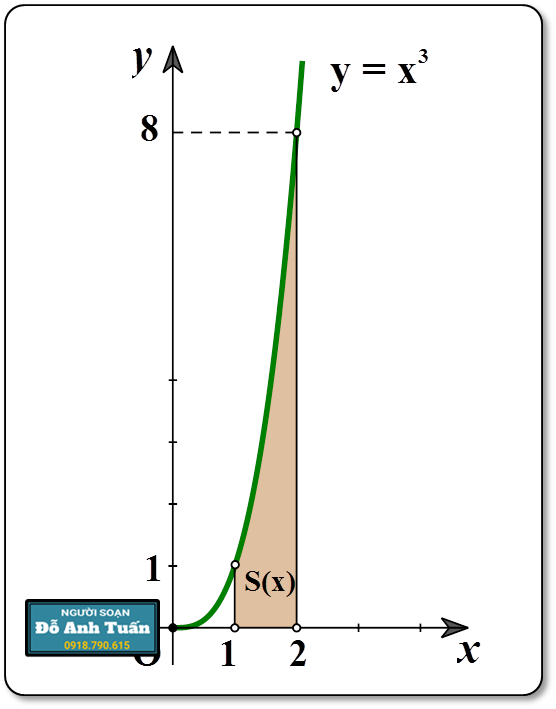 y
y = x³
8
1
S(x)
NGƯỜI SOẠN
Đỗ Anh Tuấn
0918.790.615
O
1
2
x